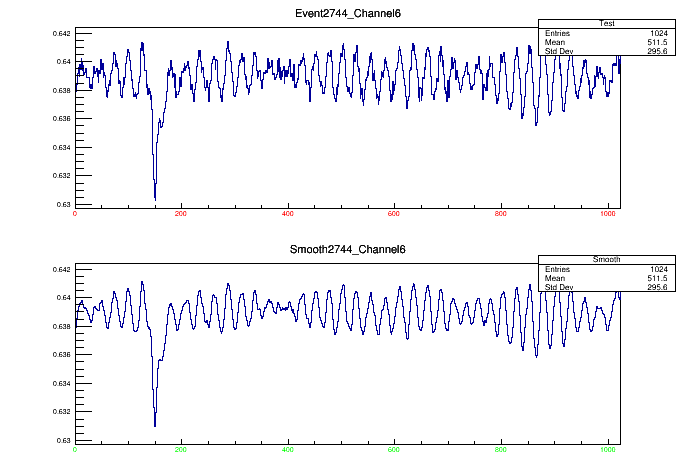 Event2744_Channel6
Test
Entries 1024
Mean 511.5
Std Dev 295.6
0.642
0.64
0.638
0.636
0.634
0.632
0.63
0 200 400 600 800 1000
Smooth2744_Channel6
Smooth
Entries 1024
Mean 511.5
Std Dev 295.6
0.642
0.64
0.638
0.636
0.634
0.632
0.63
0 200 400 600 800 1000